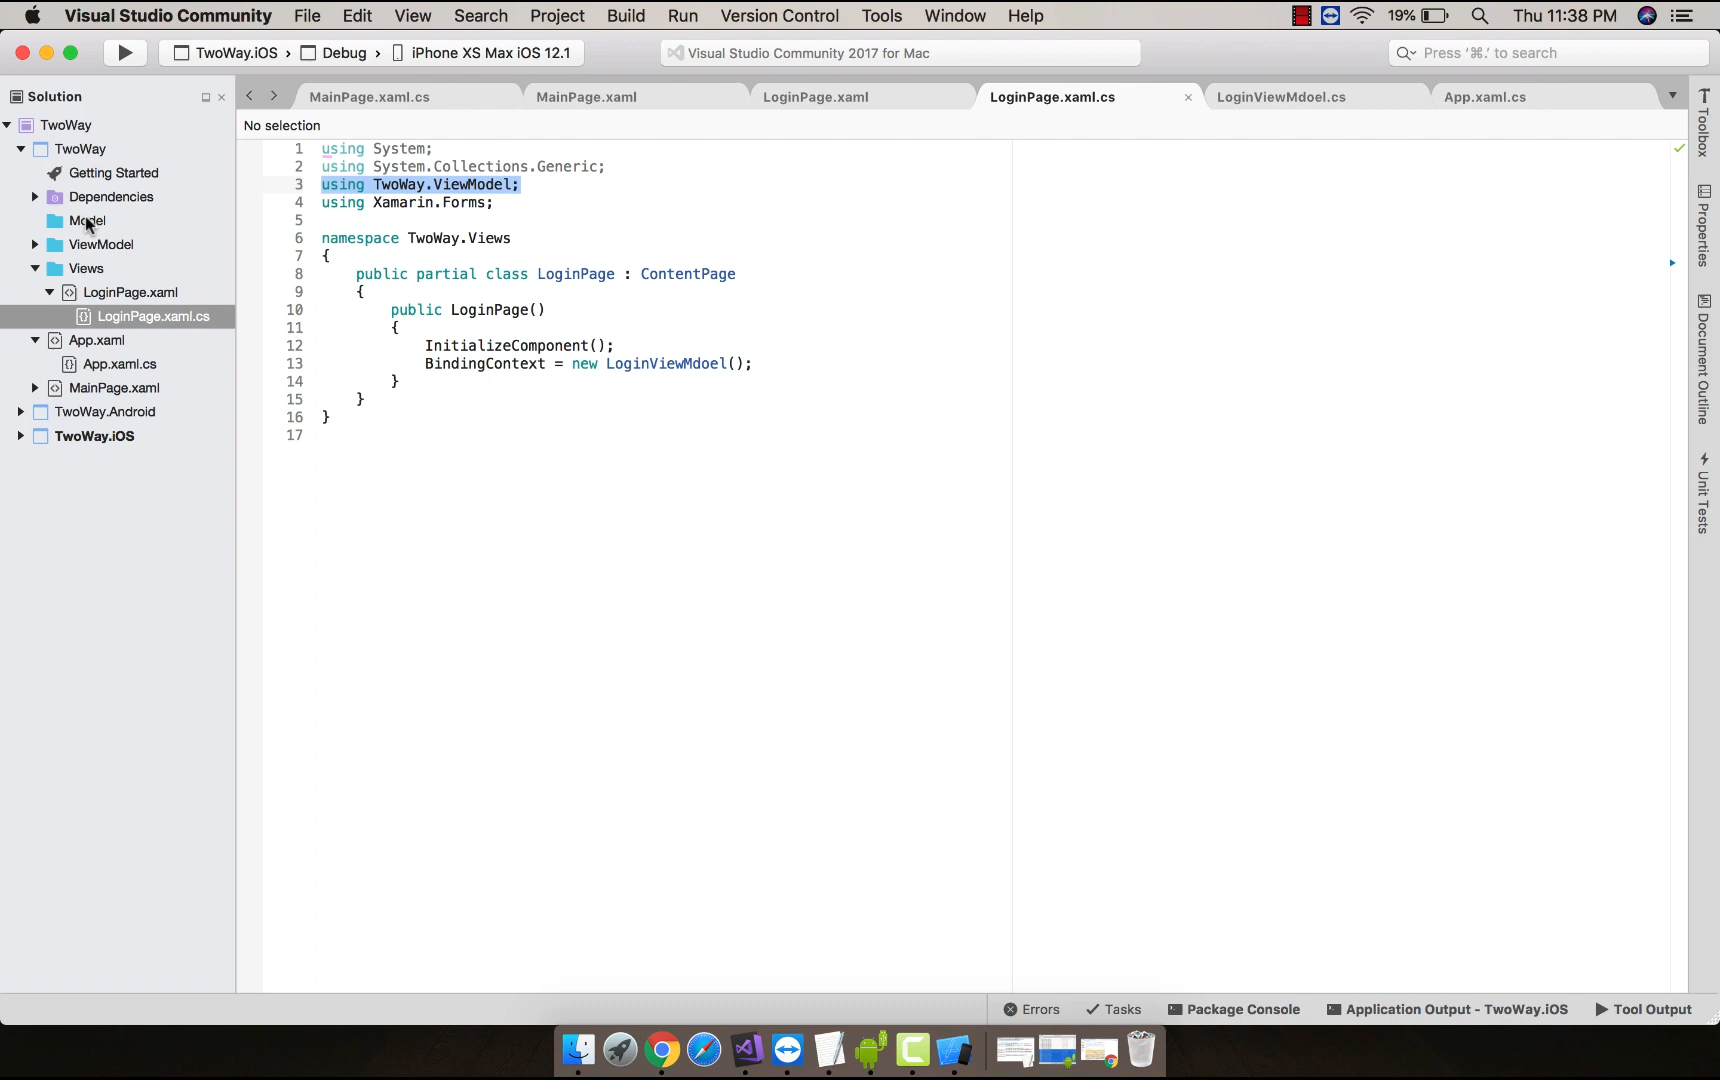 Visual Studio Community File Edit View Search Project Build Run Version Control Tools Window Help 19% Thu 11:38 PM
TwoWay.iOS › Debug › iPhone XS Max iOS 12.1 Visual Studio Community 2017 for Mac Press ‘⌘.’ to search
Solution
MainPage.xaml.cs MainPage.xaml LoginPage.xaml LoginPage.xaml.cs LoginViewMdoel.cs App.xaml.cs
No selection
TwoWay
TwoWay
Getting Started
Dependencies
Model
ViewModel
Views
LoginPage.xaml
LoginPage.xaml.cs
App.xaml
App.xaml.cs
MainPage.xaml
TwoWay.Android
TwoWay.iOS
1 using System;
2 using System.Collections.Generic;
3 using TwoWay.ViewModel;
4 using Xamarin.Forms;
5
6 namespace TwoWay.Views
7 {
8 public partial class LoginPage : ContentPage
9 {
10 public LoginPage()
11 {
12 InitializeComponent();
13 BindingContext = new LoginViewMdoel();
14 }
15 }
16 }
17
Toolbox
Properties
Document Outline
Unit Tests
Errors Tasks Package Console Application Output - TwoWay.iOS Tool Output